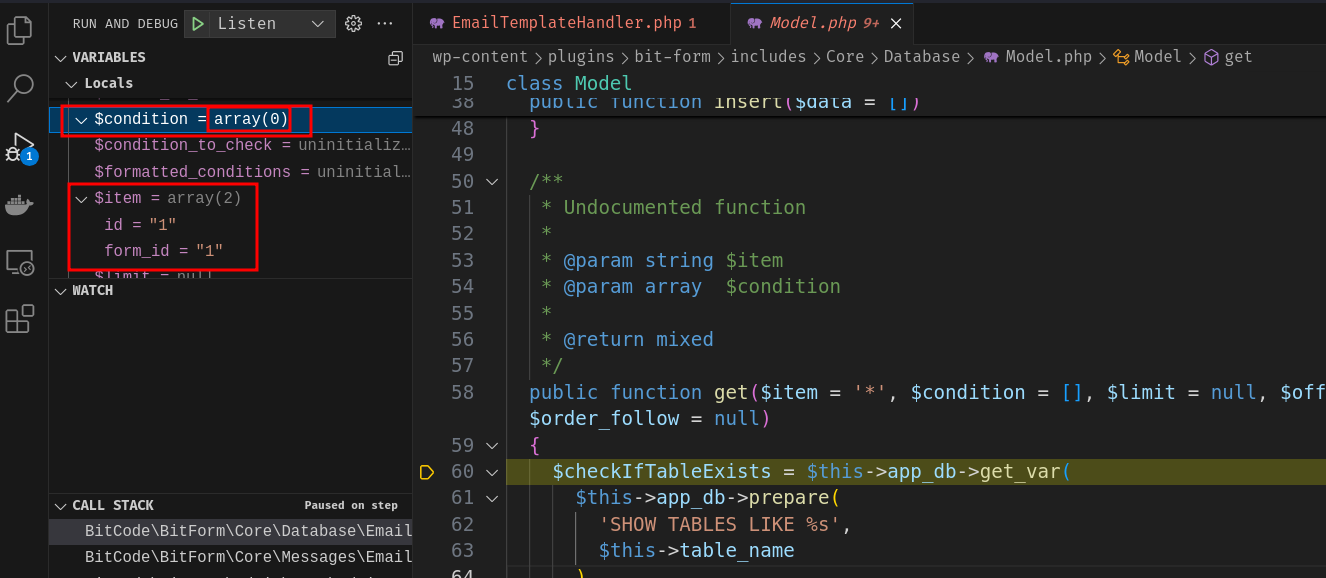 RUN AND DEBUG Listen
VARIABLES
Locals
$condition = array(0)
$condition_to_check = uninitializ…
$formatted_conditions = uninitial…
$item = array(2)
id = "1"
form_id = "1"
$limit = null
WATCH
CALL STACK Paused on step
BitCode\BitForm\Core\Database\Email
BitCode\BitForm\Core\Messages\Email
1
EmailTemplateHandler.php 1
Model.php 9+
wp-content > plugins > bit-form > includes > Core > Database > Model.php > Model > get
15 class Model
38 public function insert($data = [])
48 }
49
50 /**
51 * Undocumented function
52 *
53 * @param string $item
54 * @param array  $condition
55 *
56 * @return mixed
57 */
58 public function get($item = '*', $condition = [], $limit = null, $off
$order_follow = null)
59 {
60 $checkIfTableExists = $this->app_db->get_var(
61 $this->app_db->prepare(
62 'SHOW TABLES LIKE %s',
63 $this->table_name
64 )